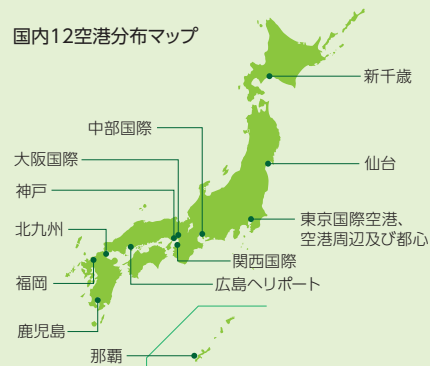 国内12空港分布マップ
新千歳
中部国際
大阪国際
仙台
神戸
東京国際空港、
空港周辺及び都心
北九州
関西国際
福岡
広島ヘリポート
鹿児島
那覇